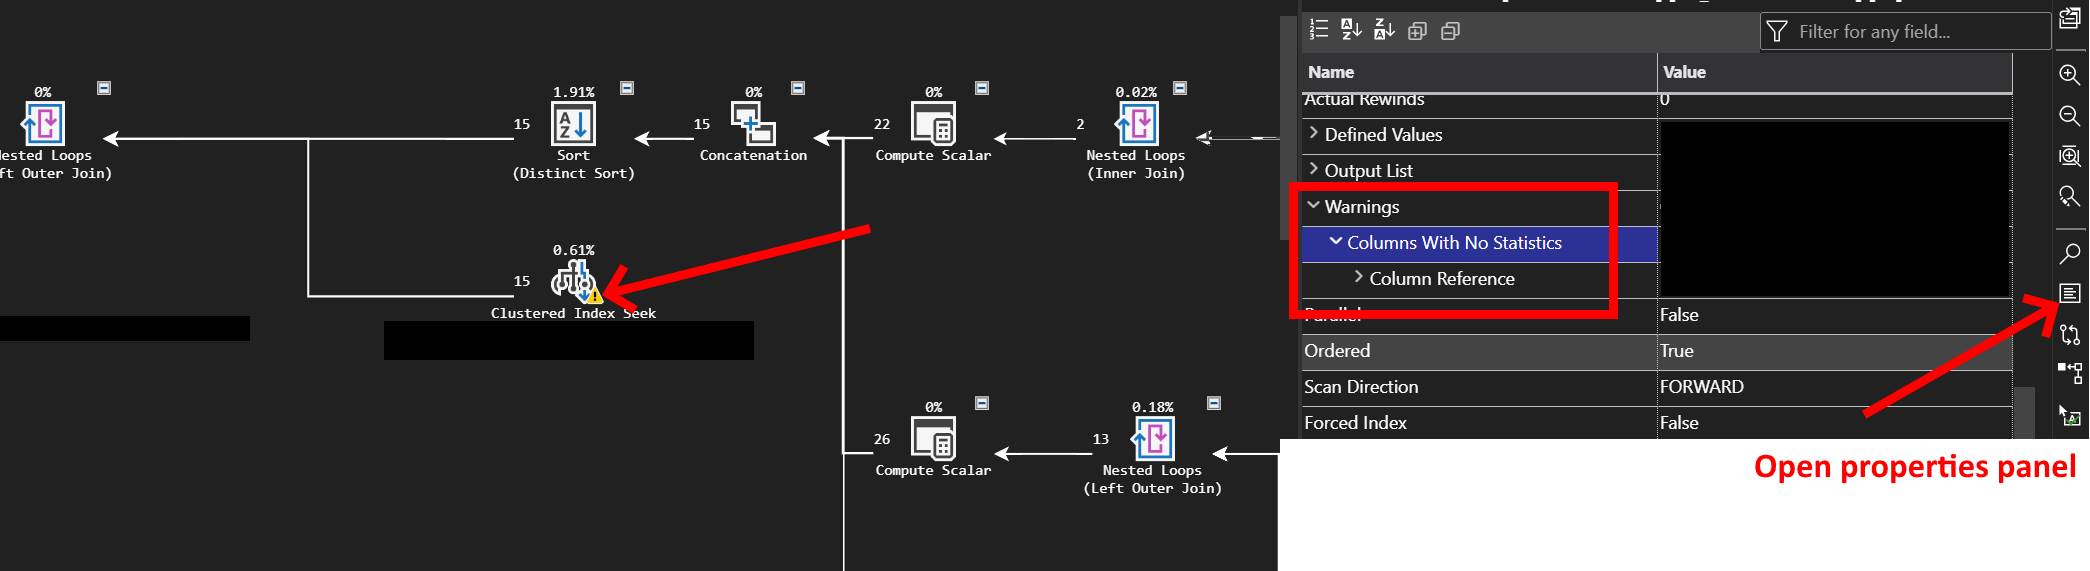 Filter for any field...
Name
Value
Actual Rewinds
0
Defined Values
Output List
Warnings
Columns With No Statistics
Column Reference
Parallel
False
Ordered
True
Scan Direction
FORWARD
Forced Index
False
Open properties panel
0%
Nested Loops
ft Outer Join)
15
1.91%
Sort
(Distinct Sort)
15
0%
Concatenation
22
0%
Compute Scalar
2
0.02%
Nested Loops
(Inner Join)
15
0.61%
Clustered Index Seek
26
0%
Compute Scalar
13
0.18%
Nested Loops
(Left Outer Join)